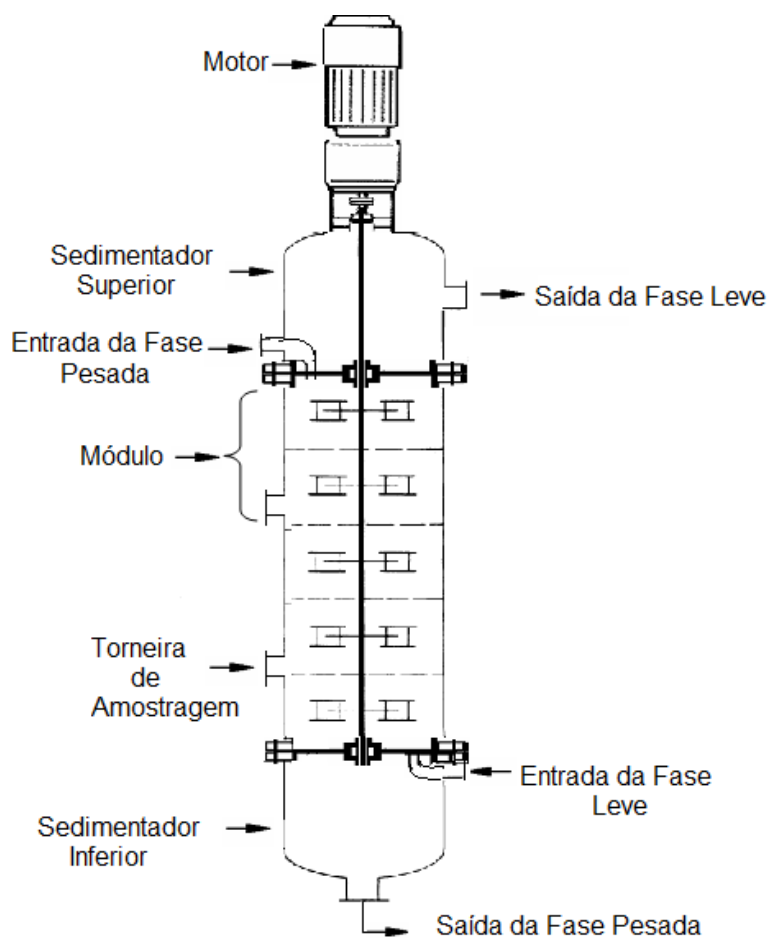 Motor
Sedimentador
Superior
Saída da Fase Leve
Entrada da Fase
Pesada
Módulo
Torneira
de
Amostragem
Entrada da Fase
Leve
Sedimentador
Inferior
Saída da Fase Pesada